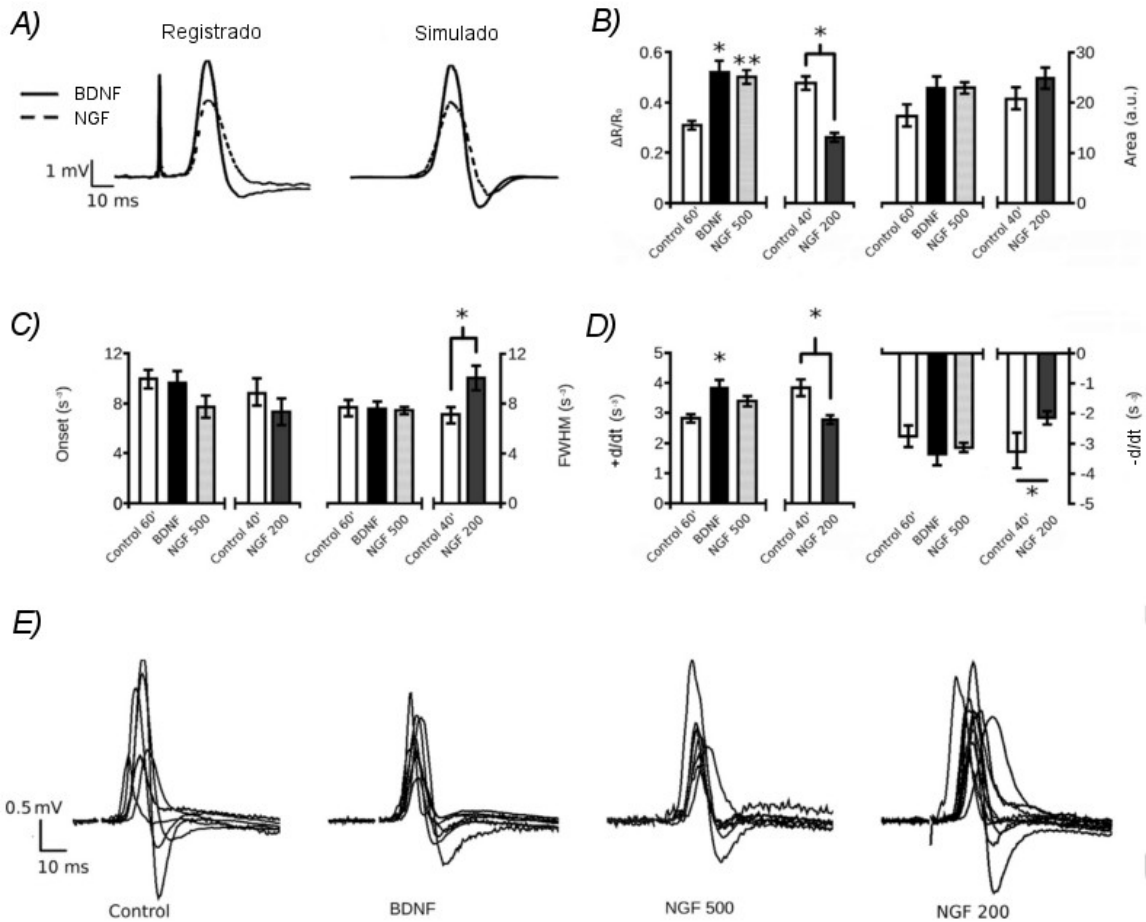 A)
Registrado
Simulado
BDNF
NGF
1 mV
10 ms
B)
0.6
0.4
0.2
0
ΔR/R₀
*
**
*
30
20
10
0
Area (a.u.)
Control 60'
BDNF
NGF 500
Control 40'
NGF 200
Control 60'
BDNF
NGF 500
Control 40'
NGF 200
C)
12
8
4
0
Onset (s⁻³)
*
12
8
4
0
FWHM (s⁻³)
Control 60'
BDNF
NGF 500
Control 40'
NGF 200
Control 60'
BDNF
NGF 500
Control 40'
NGF 200
D)
5
4
3
2
1
0
+d/dt (s⁻³)
*
*
*
0
-1
-2
-3
-4
-5
-d/dt (s⁻³)
Control 60'
BDNF
NGF 500
Control 40'
NGF 200
Control 60'
BDNF
NGF 500
Control 40'
NGF 200
E)
0.5 mV
10 ms
Control
BDNF
NGF 500
NGF 200